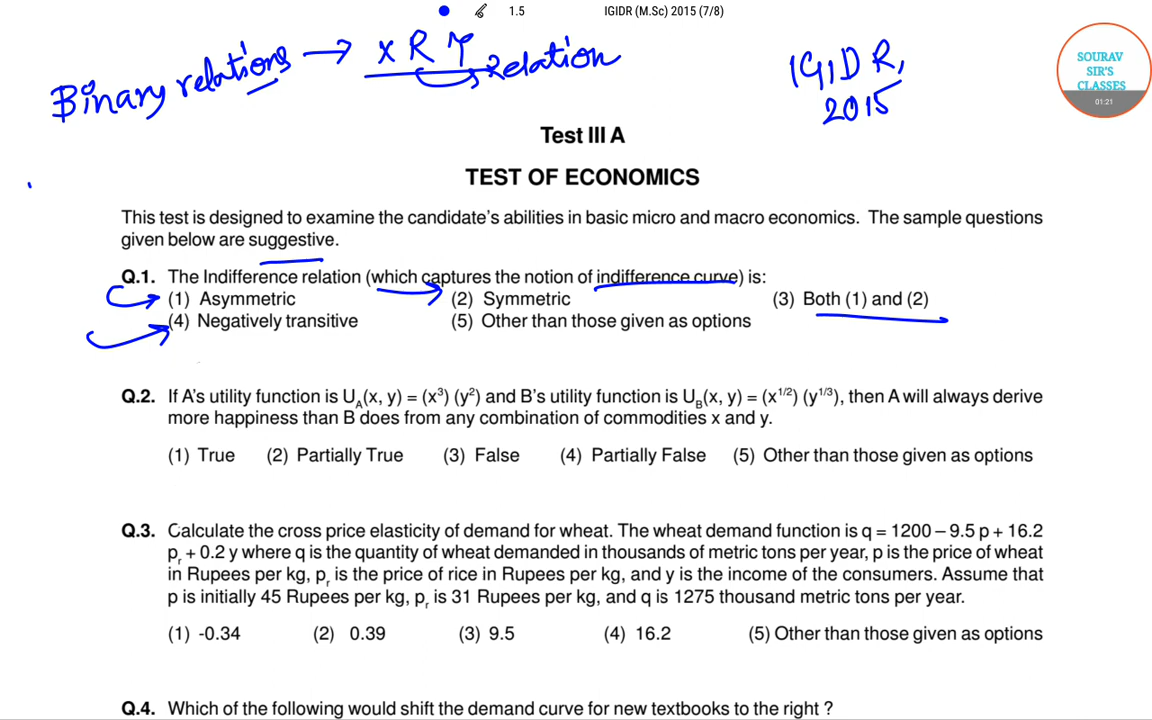 1.5 IGIDR (M.Sc) 2015 (7/8)
Binary relations → x R Y Relation
IGIDR, 2015
SOURAV
SIR'S
CLASSES
01:21
Test III A
TEST OF ECONOMICS
This test is designed to examine the candidate's abilities in basic micro and macro economics. The sample questions
given below are suggestive.
Q.1. The Indifference relation (which captures the notion of indifference curve) is:
(1) Asymmetric (2) Symmetric (3) Both (1) and (2)
(4) Negatively transitive (5) Other than those given as options
Q.2. If A's utility function is U_A(x, y) = (x³) (y²) and B's utility function is U_B(x, y) = (x^1/2) (y^1/3), then A will always derive
more happiness than B does from any combination of commodities x and y.
(1) True (2) Partially True (3) False (4) Partially False (5) Other than those given as options
Q.3. Calculate the cross price elasticity of demand for wheat. The wheat demand function is q = 1200 – 9.5 p + 16.2
p_r + 0.2 y where q is the quantity of wheat demanded in thousands of metric tons per year, p is the price of wheat
in Rupees per kg, p_r is the price of rice in Rupees per kg, and y is the income of the consumers. Assume that
p is initially 45 Rupees per kg, p_r is 31 Rupees per kg, and q is 1275 thousand metric tons per year.
(1) -0.34 (2) 0.39 (3) 9.5 (4) 16.2 (5) Other than those given as options
Q.4. Which of the following would shift the demand curve for new textbooks to the right ?